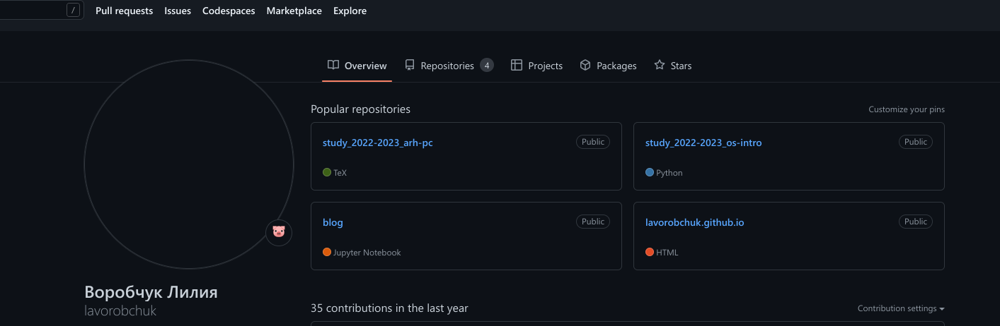 / Pull requests Issues Codespaces Marketplace Explore
Overview Repositories 4 Projects Packages Stars
Popular repositories Customize your pins
study_2022-2023_arh-pc Public
TeX
study_2022-2023_os-intro Public
Python
blog Public
Jupyter Notebook
lavorobchuk.github.io Public
HTML
Воробчук Лилия
lavorobchuk
35 contributions in the last year Contribution settings